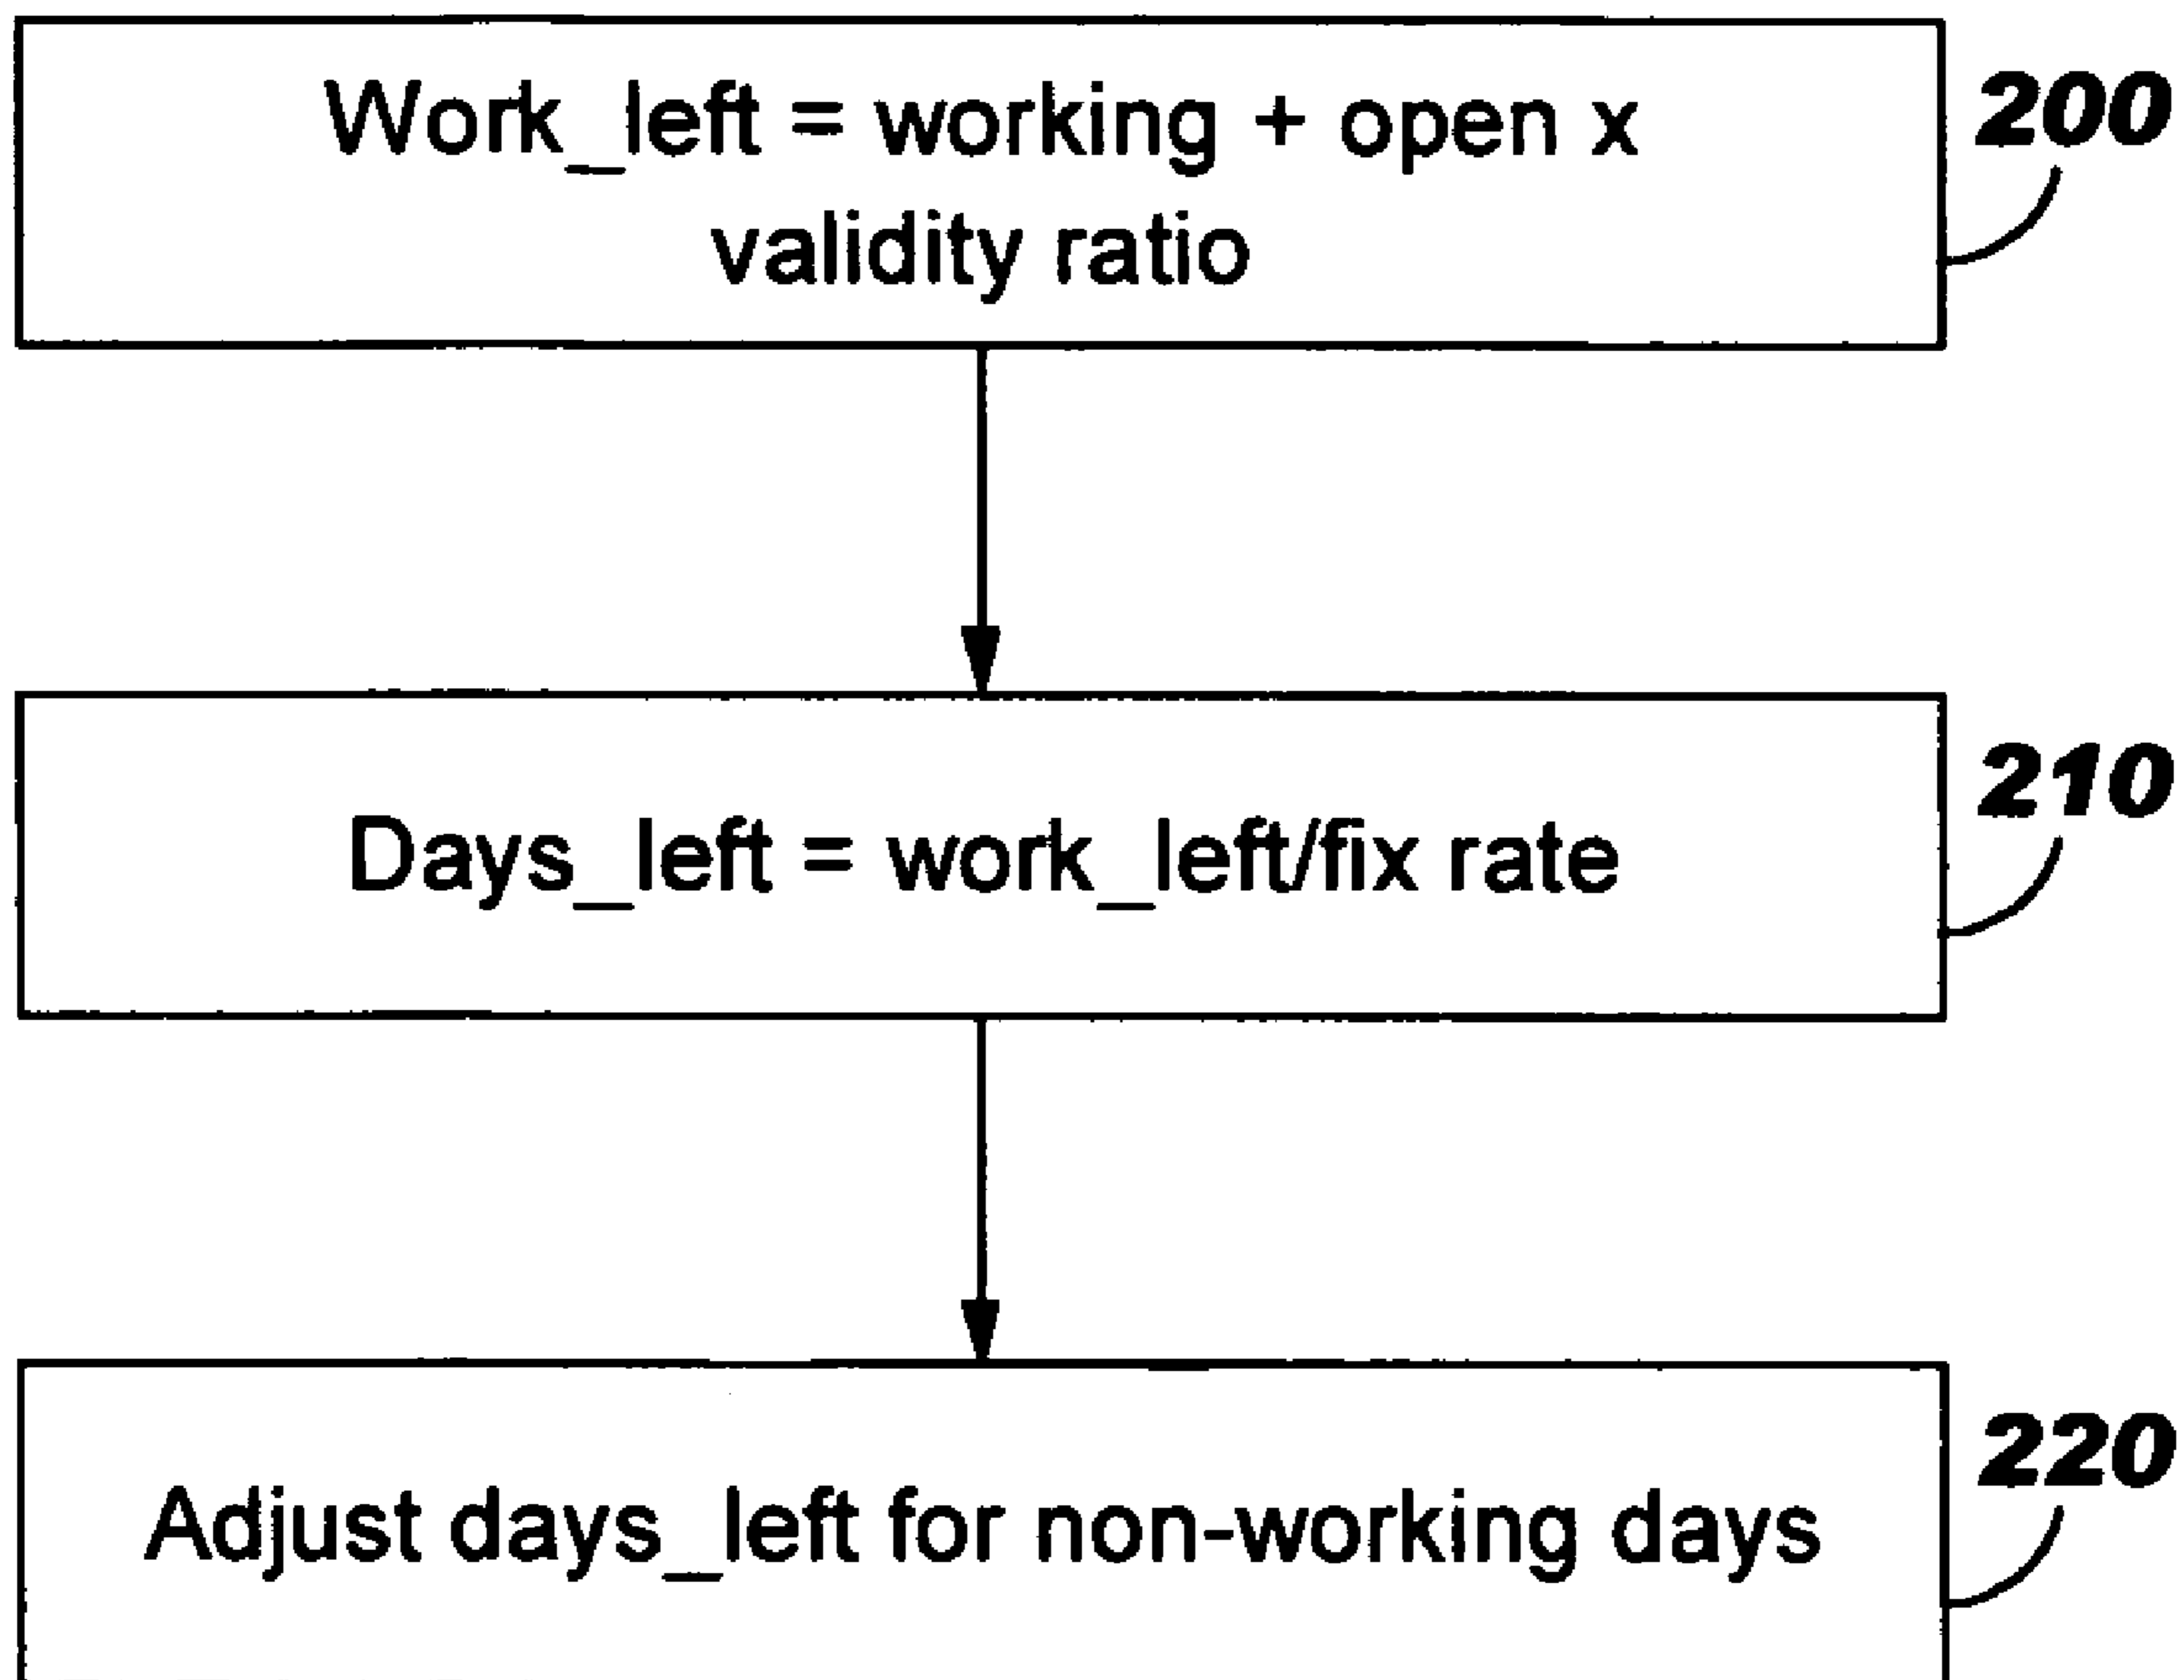 Work_left = working + open x
validity ratio
200
Days_left = work_left/fix rate
210
Adjust days_left for non-working days
220